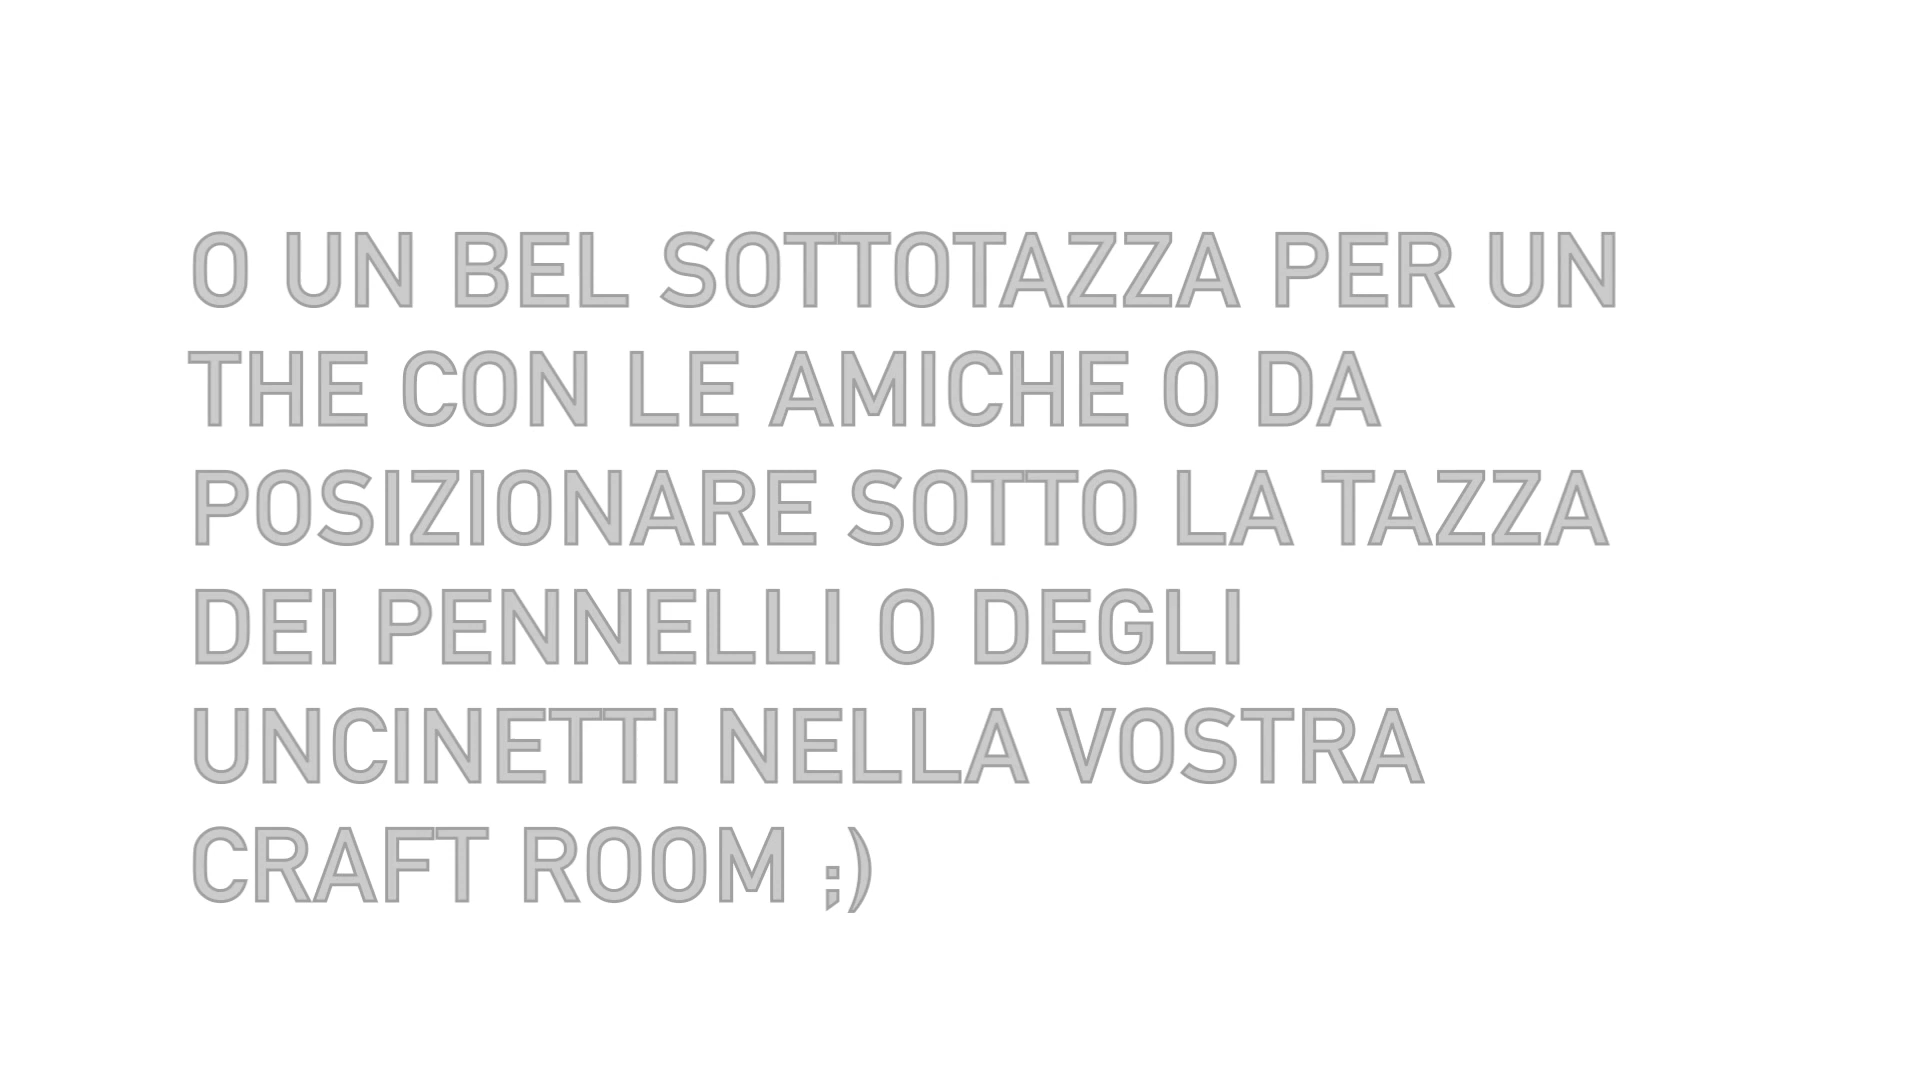 O UN BEL SOTTOTAZZA PER UN
THE CON LE AMICHE O DA
POSIZIONARE SOTTO LA TAZZA
DEI PENNELLI O DEGLI
UNCINETTI NELLA VOSTRA
CRAFT ROOM ;)